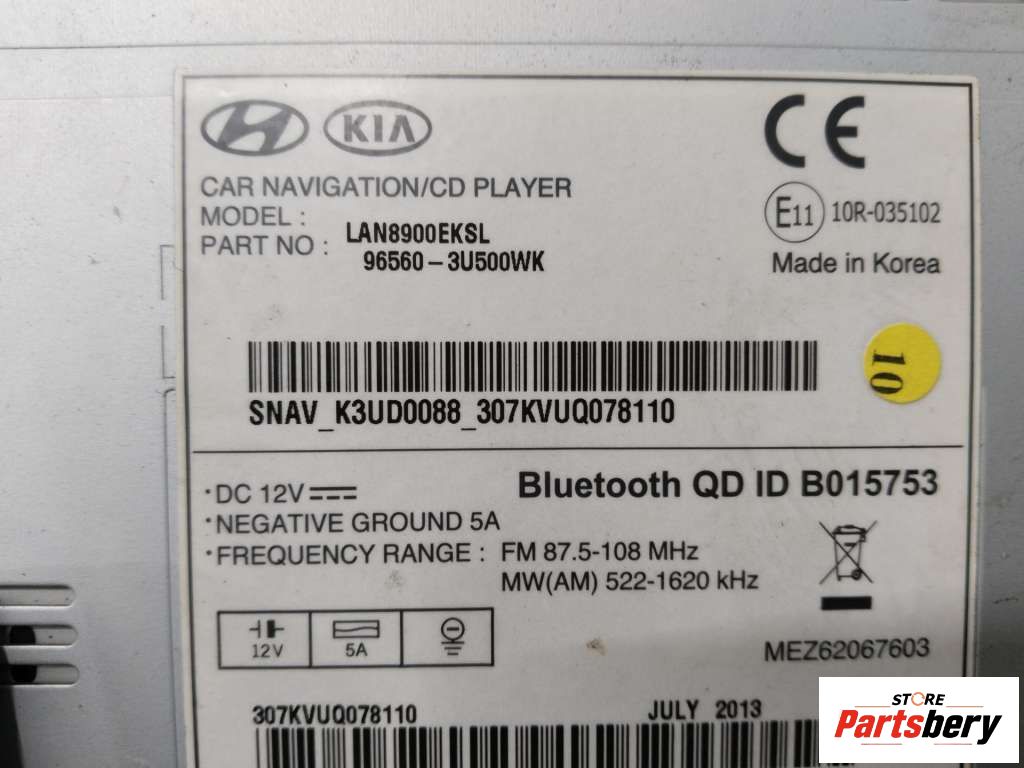 KIA
CE
CAR NAVIGATION/CD PLAYER
MODEL : LAN8900EKSL
PART NO : 96560-3U500WK
E11 10R-035102
Made in Korea
10
SNAV_K3UD0088_307KVUQ078110
Bluetooth QD ID B015753
·DC 12V
·NEGATIVE GROUND 5A
·FREQUENCY RANGE : FM 87.5-108 MHz
MW(AM) 522-1620 kHz
12V 5A
MEZ62067603
307KVUQ078110 JULY 2013
STORE
Partsbery